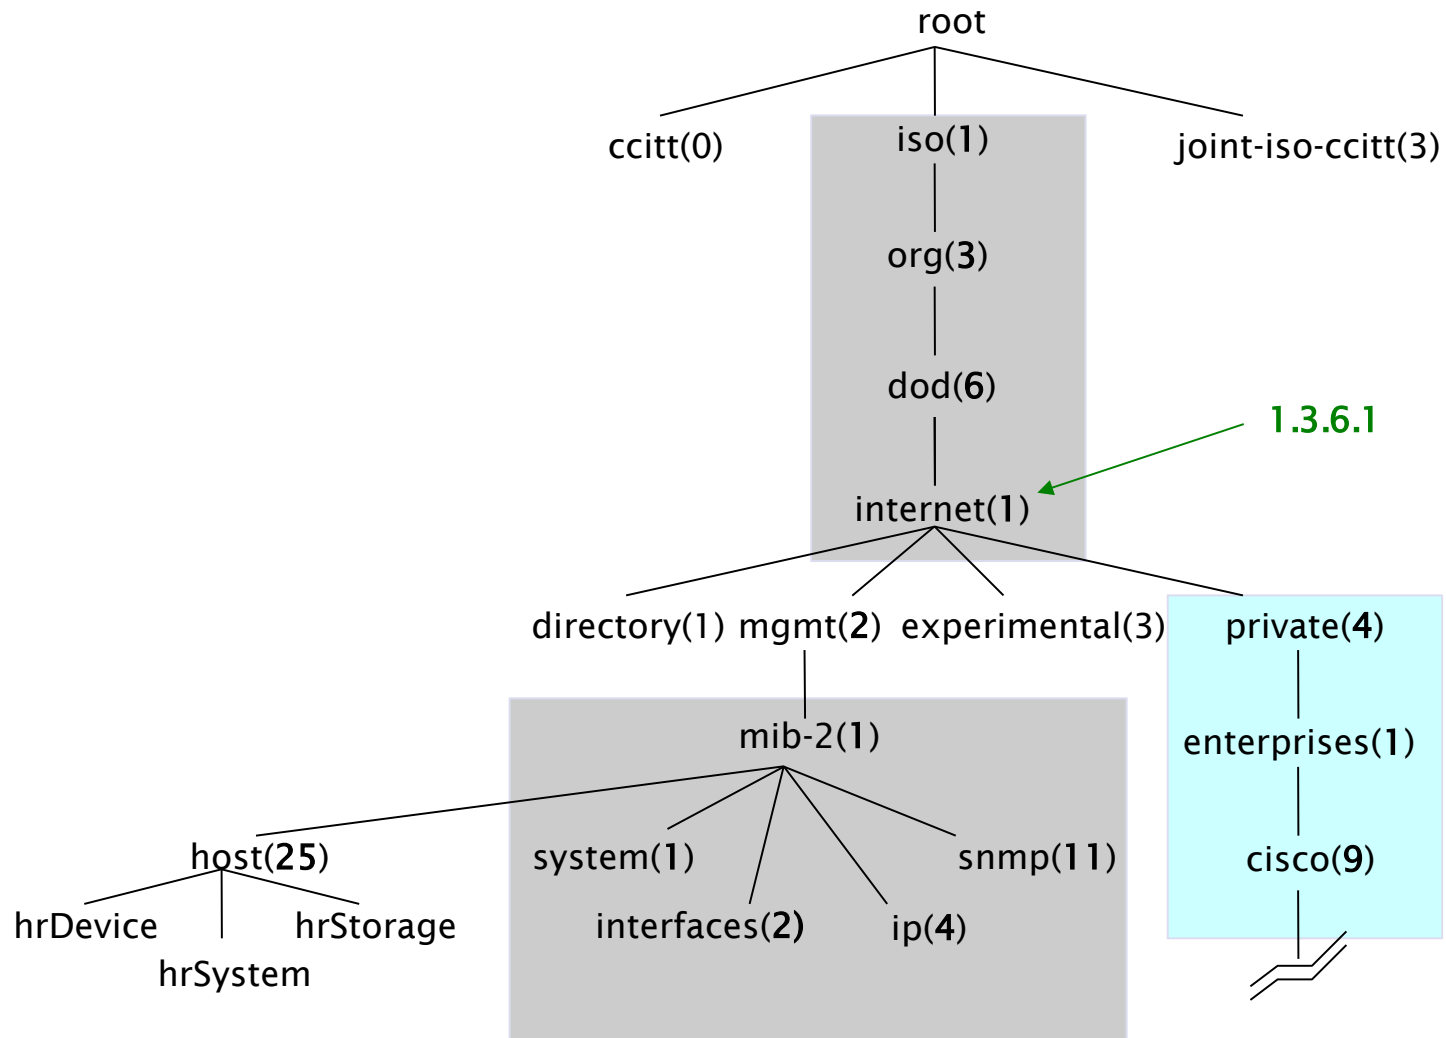 root
ccitt(0)
iso(1)
joint-iso-ccitt(3)
org(3)
dod(6)
1.3.6.1
internet(1)
directory(1)
mgmt(2)
experimental(3)
private(4)
mib-2(1)
enterprises(1)
host(25)
system(1)
snmp(11)
cisco(9)
hrDevice
hrStorage
interfaces(2)
ip(4)
hrSystem